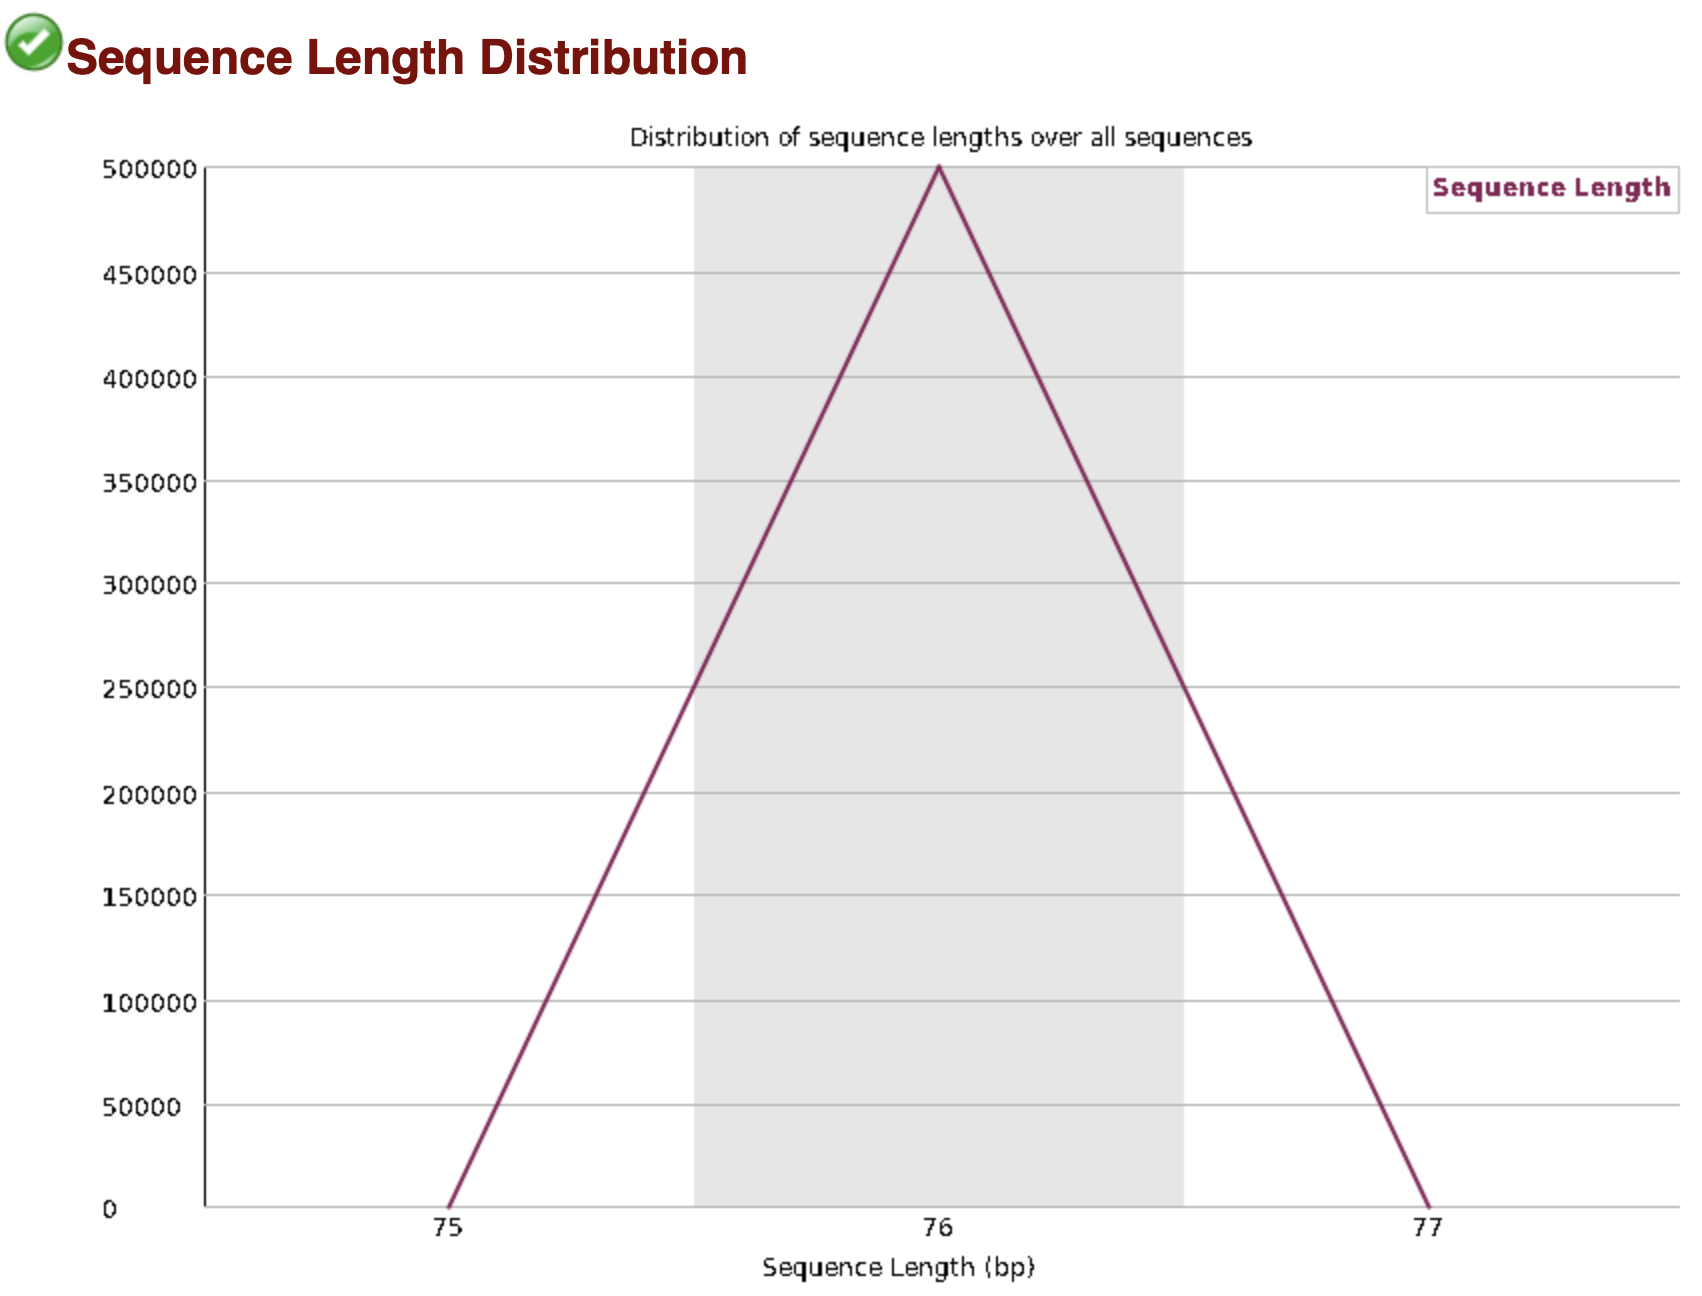 Sequence Length Distribution
Distribution of sequence lengths over all sequences
Sequence Length
500000
450000
400000
350000
300000
250000
200000
150000
100000
50000
0
75 76 77
Sequence Length (bp)